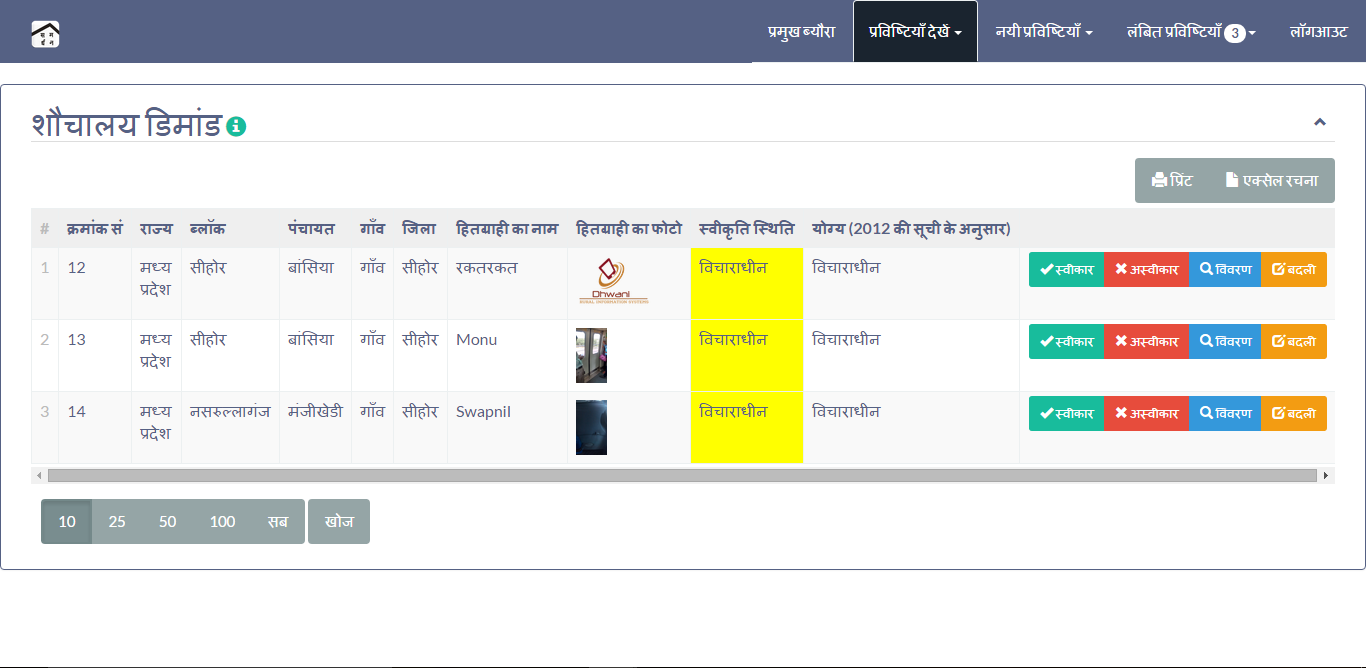 समर्थन
प्रमुख ब्यौरा प्रविष्टियाँ देखें नयी प्रविष्टियाँ लंबित प्रविष्टियाँ 3 लॉगआउट
शौचालय डिमांड
प्रिंट एक्सेल रचना
# क्रमांक सं राज्य ब्लॉक पंचायत गाँव जिला हितग्राही का नाम हितग्राही का फोटो स्वीकृति स्थिति योग्य (2012 की सूची के अनुसार)
1 12 मध्य प्रदेश सीहोर बांसिया गाँव सीहोर रकतरकत Dhwani RURAL INFORMATION SYSTEMS विचाराधीन विचाराधीन स्वीकार अस्वीकार विवरण बदली
2 13 मध्य प्रदेश सीहोर बांसिया गाँव सीहोर Monu विचाराधीन विचाराधीन स्वीकार अस्वीकार विवरण बदली
3 14 मध्य प्रदेश नसरुल्लागंज मंजीखेडी गाँव सीहोर Swapnil विचाराधीन विचाराधीन स्वीकार अस्वीकार विवरण बदली
10 25 50 100 सब खोज